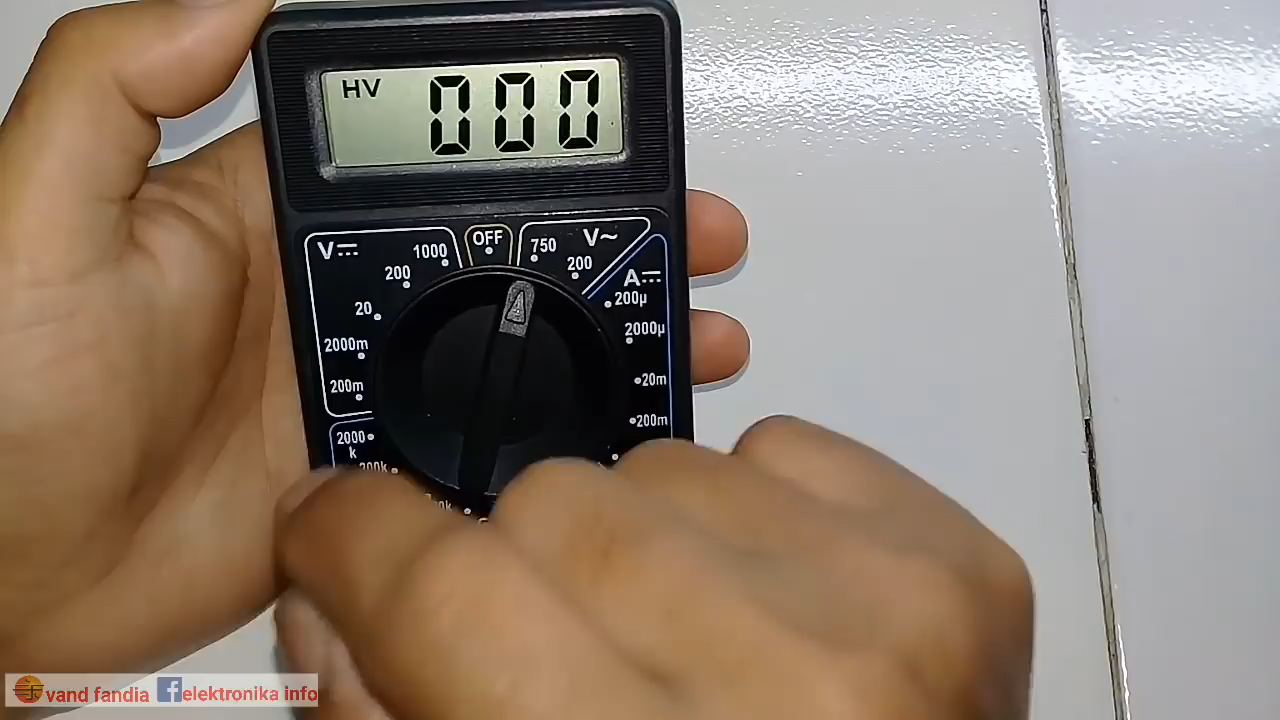 HV 000
OFF
V⎓
1000
200
20
2000m
200m
750
V~
200
A⎓
200µ
2000µ
20m
200m
2000
k
200k
vand fandia
elektronika info